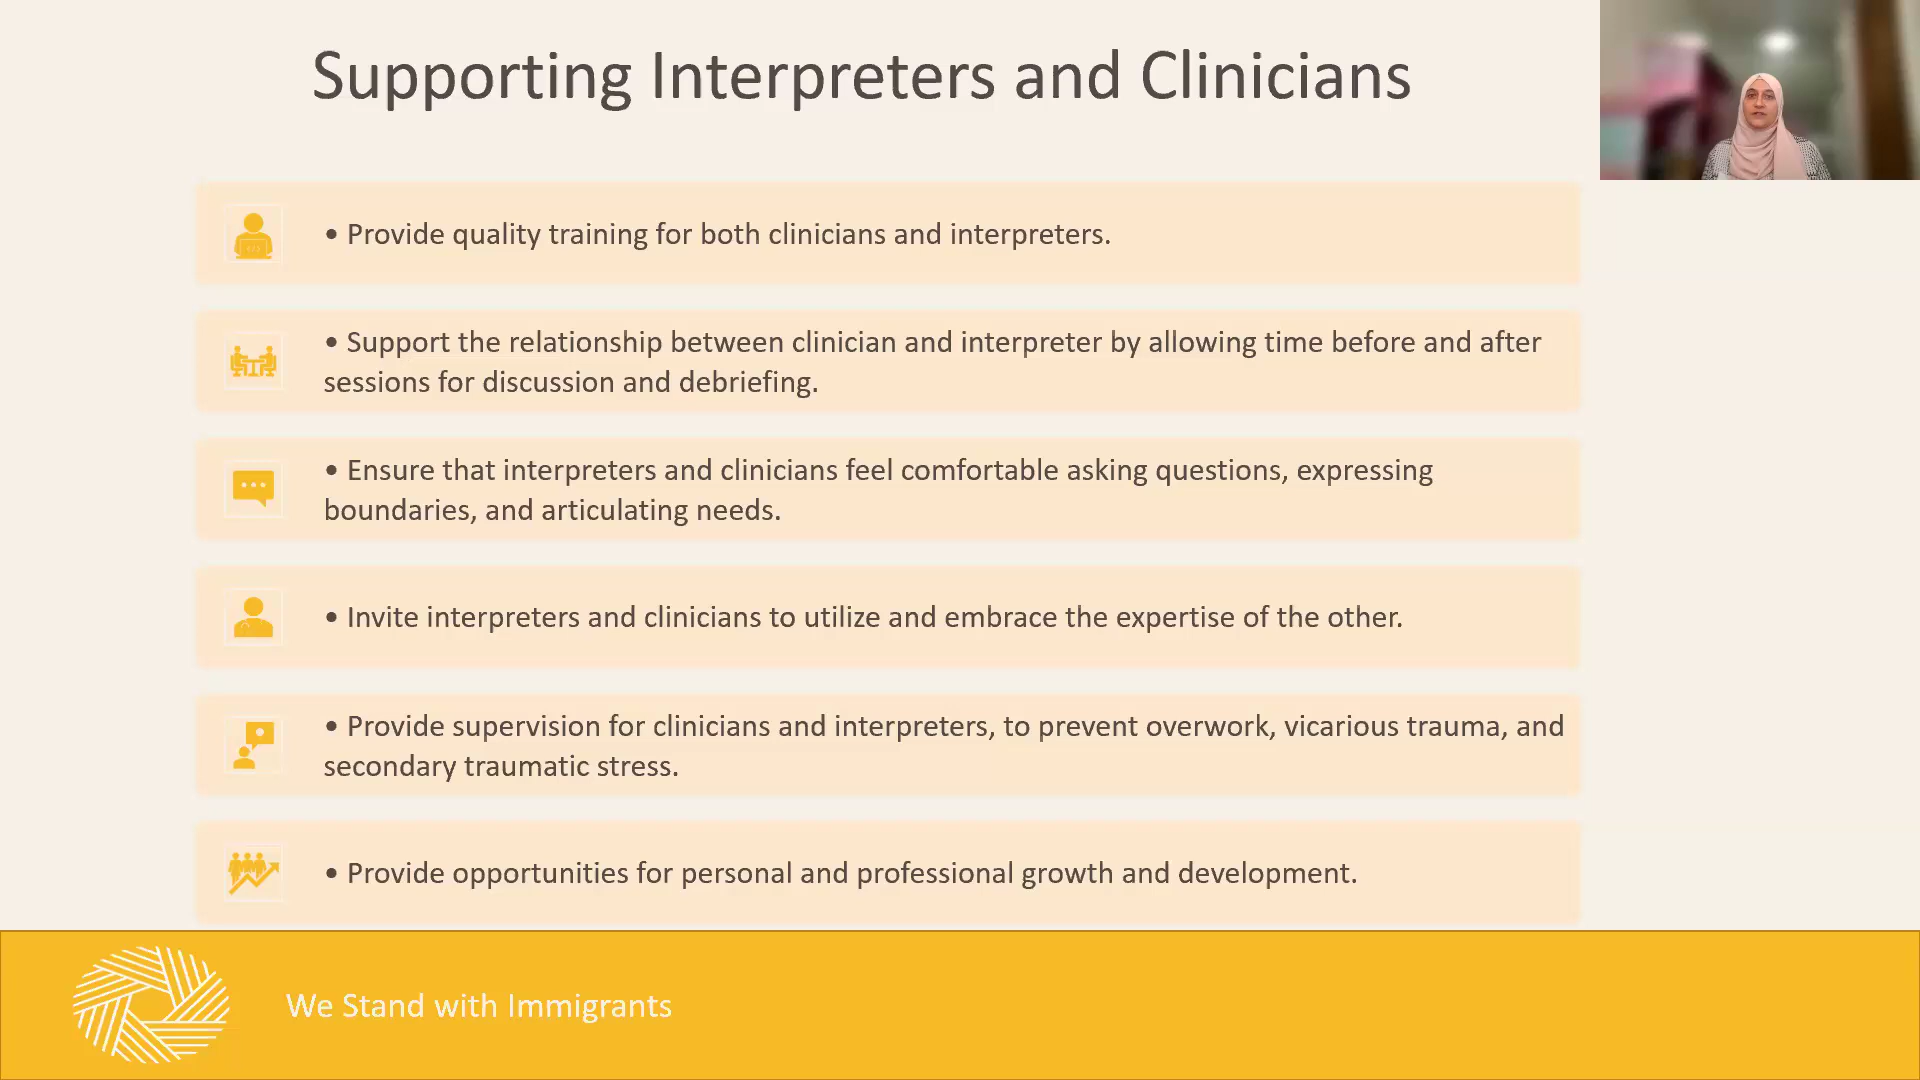 Supporting Interpreters and Clinicians
• Provide quality training for both clinicians and interpreters.
• Support the relationship between clinician and interpreter by allowing time before and after
sessions for discussion and debriefing.
• Ensure that interpreters and clinicians feel comfortable asking questions, expressing
boundaries, and articulating needs.
• Invite interpreters and clinicians to utilize and embrace the expertise of the other.
• Provide supervision for clinicians and interpreters, to prevent overwork, vicarious trauma, and
secondary traumatic stress.
• Provide opportunities for personal and professional growth and development.
We Stand with Immigrants